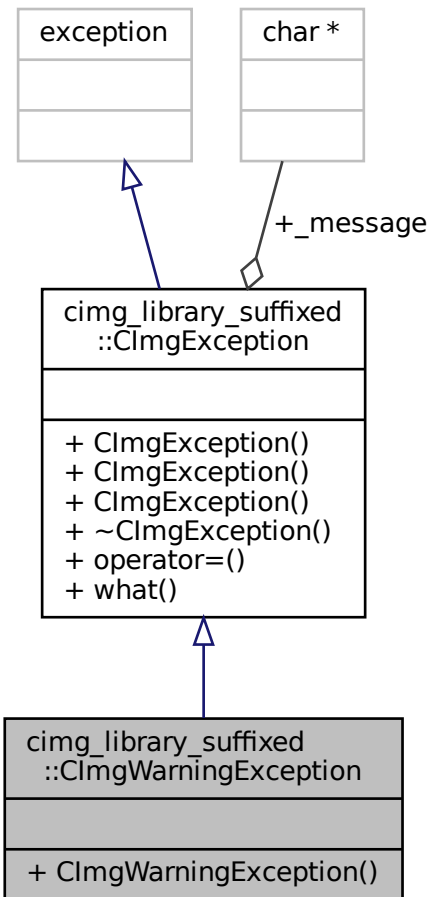 exception
char *
+_message
cimg_library_suffixed
::CImgException
+ CImgException()
+ CImgException()
+ CImgException()
+ ~CImgException()
+ operator=()
+ what()
cimg_library_suffixed
::CImgWarningException
+ CImgWarningException()